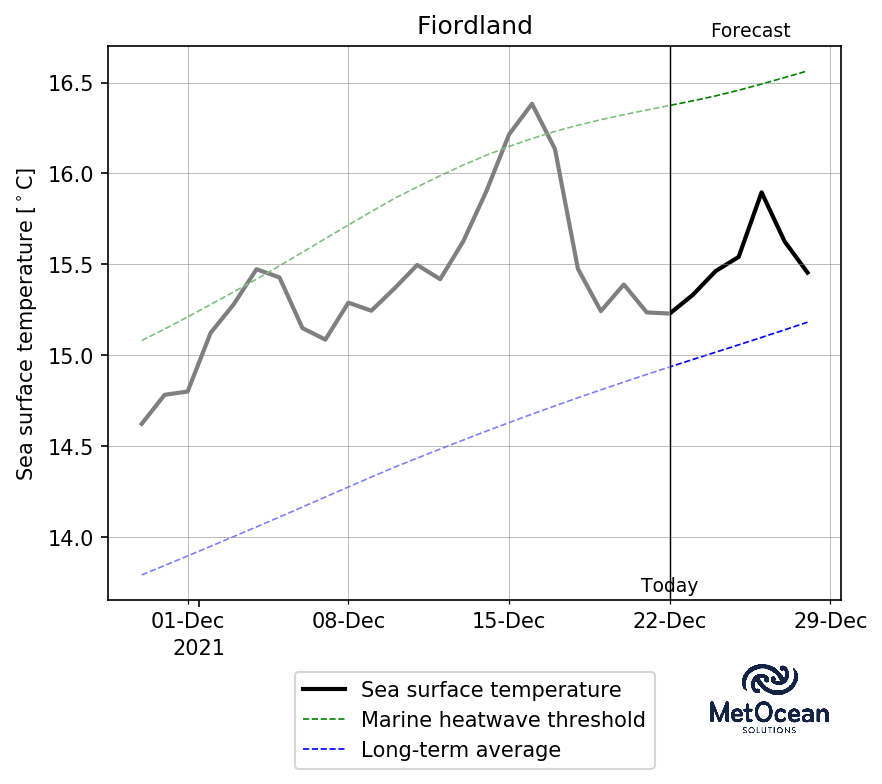 Fiordland
Forecast
Sea surface temperature [°C]
16.5
16.0
15.5
15.0
14.5
14.0
Today
01-Dec 08-Dec 15-Dec 22-Dec 29-Dec
2021
Sea surface temperature
Marine heatwave threshold
Long-term average
MetOcean
SOLUTIONS